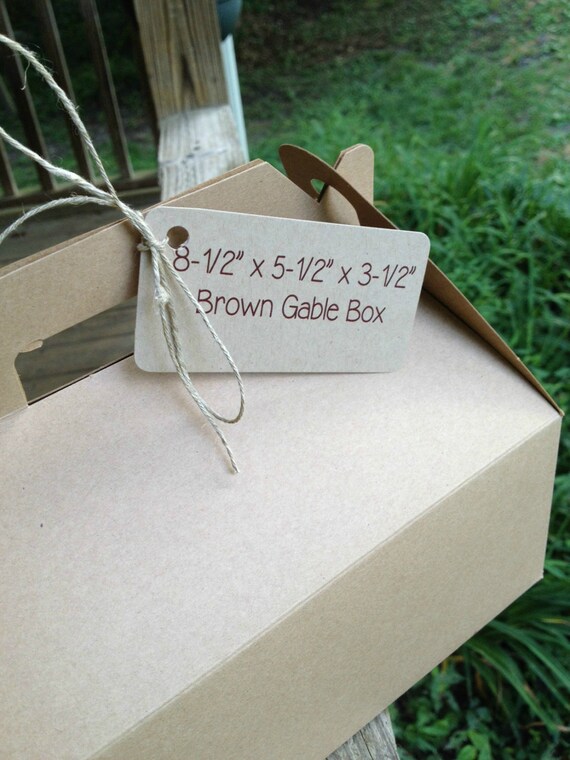 8-1/2" x 5-1/2" x 3-1/2"
Brown Gable Box